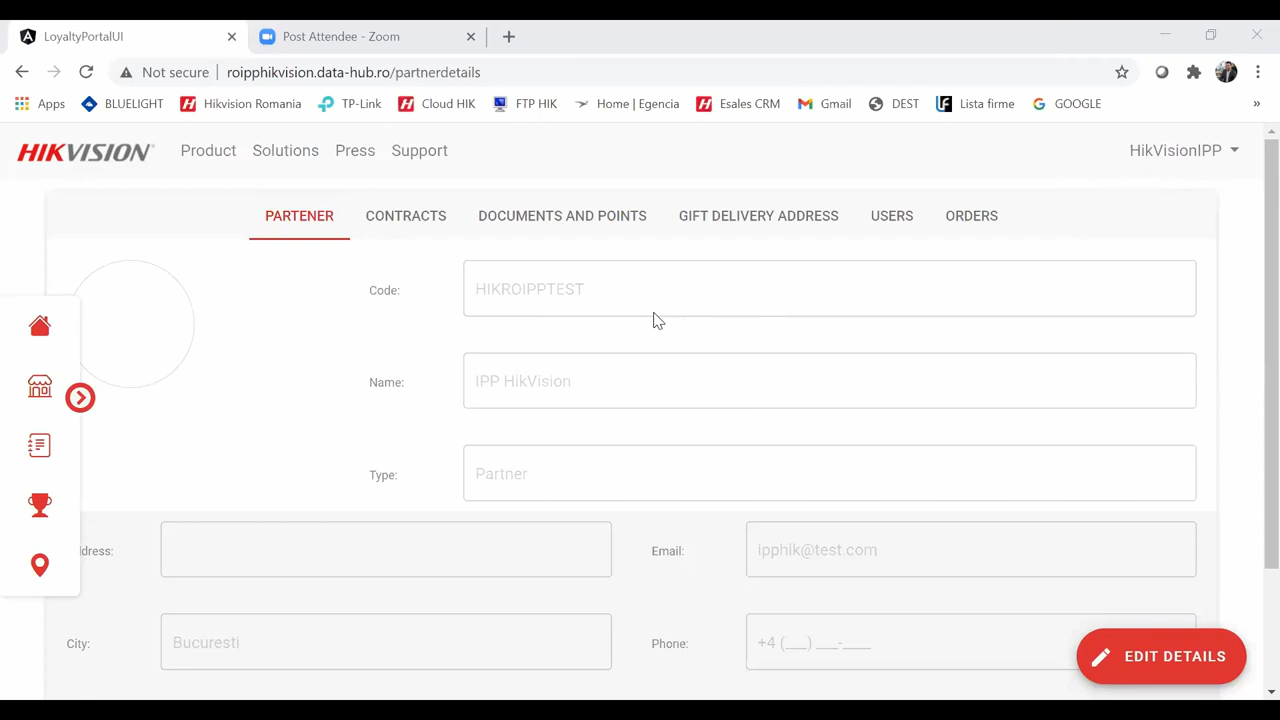 LoyaltyPortalUI
Post Attendee - Zoom
Not secure roipphikvision.data-hub.ro/partnerdetails
Apps BLUELIGHT Hikvision Romania TP-Link Cloud HIK FTP HIK Home | Egencia Esales CRM Gmail DEST Lista firme GOOGLE »
HIKVISION Product Solutions Press Support HikVisionIPP
PARTENER CONTRACTS DOCUMENTS AND POINTS GIFT DELIVERY ADDRESS USERS ORDERS
Code: HIKROIPPTEST
Name: IPP HikVision
Type: Partner
dress: Email: ipphik@test.com
City: Bucuresti Phone: +4 (___) ___-____
EDIT DETAILS